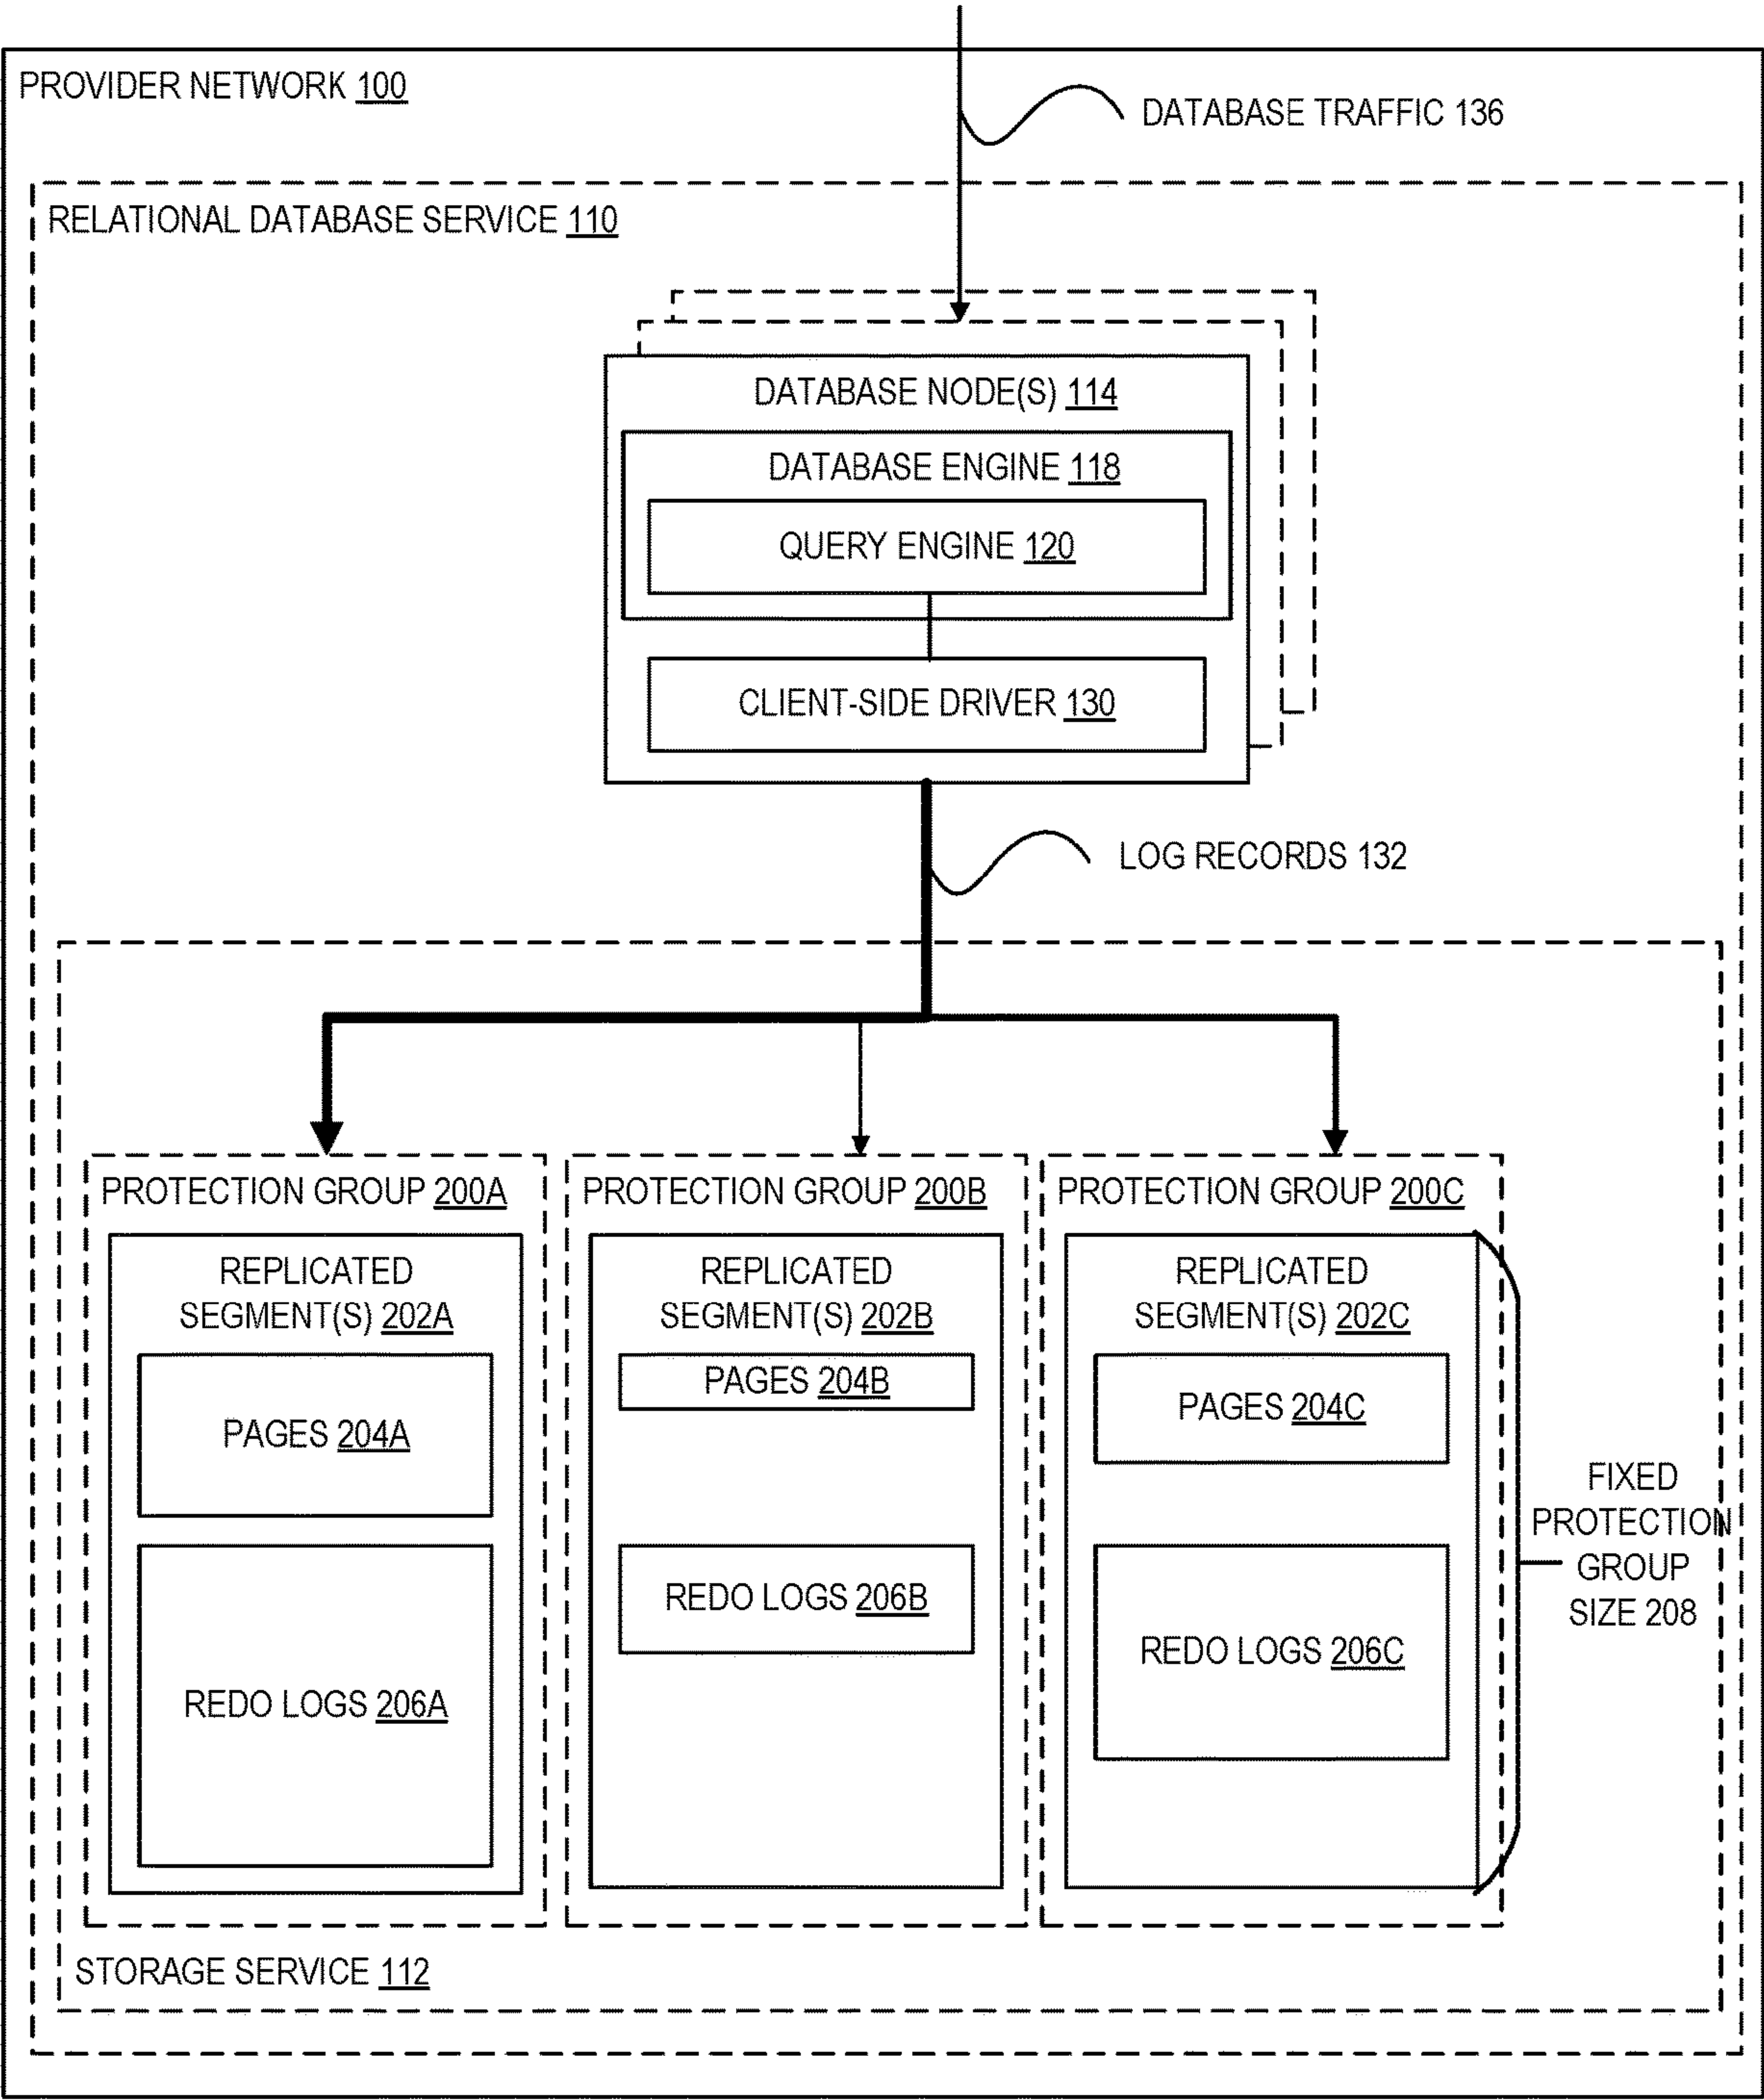 PROVIDER NETWORK 100
DATABASE TRAFFIC 136
RELATIONAL DATABASE SERVICE 110
DATABASE NODE(S) 114
DATABASE ENGINE 118
QUERY ENGINE 120
CLIENT-SIDE DRIVER 130
LOG RECORDS 132
PROTECTION GROUP 200A
REPLICATED
SEGMENT(S) 202A
PAGES 204A
REDO LOGS 206A
PROTECTION GROUP 200B
REPLICATED
SEGMENT(S) 202B
PAGES 204B
REDO LOGS 206B
PROTECTION GROUP 200C
REPLICATED
SEGMENT(S) 202C
PAGES 204C
REDO LOGS 206C
FIXED
PROTECTION
GROUP
SIZE 208
STORAGE SERVICE 112